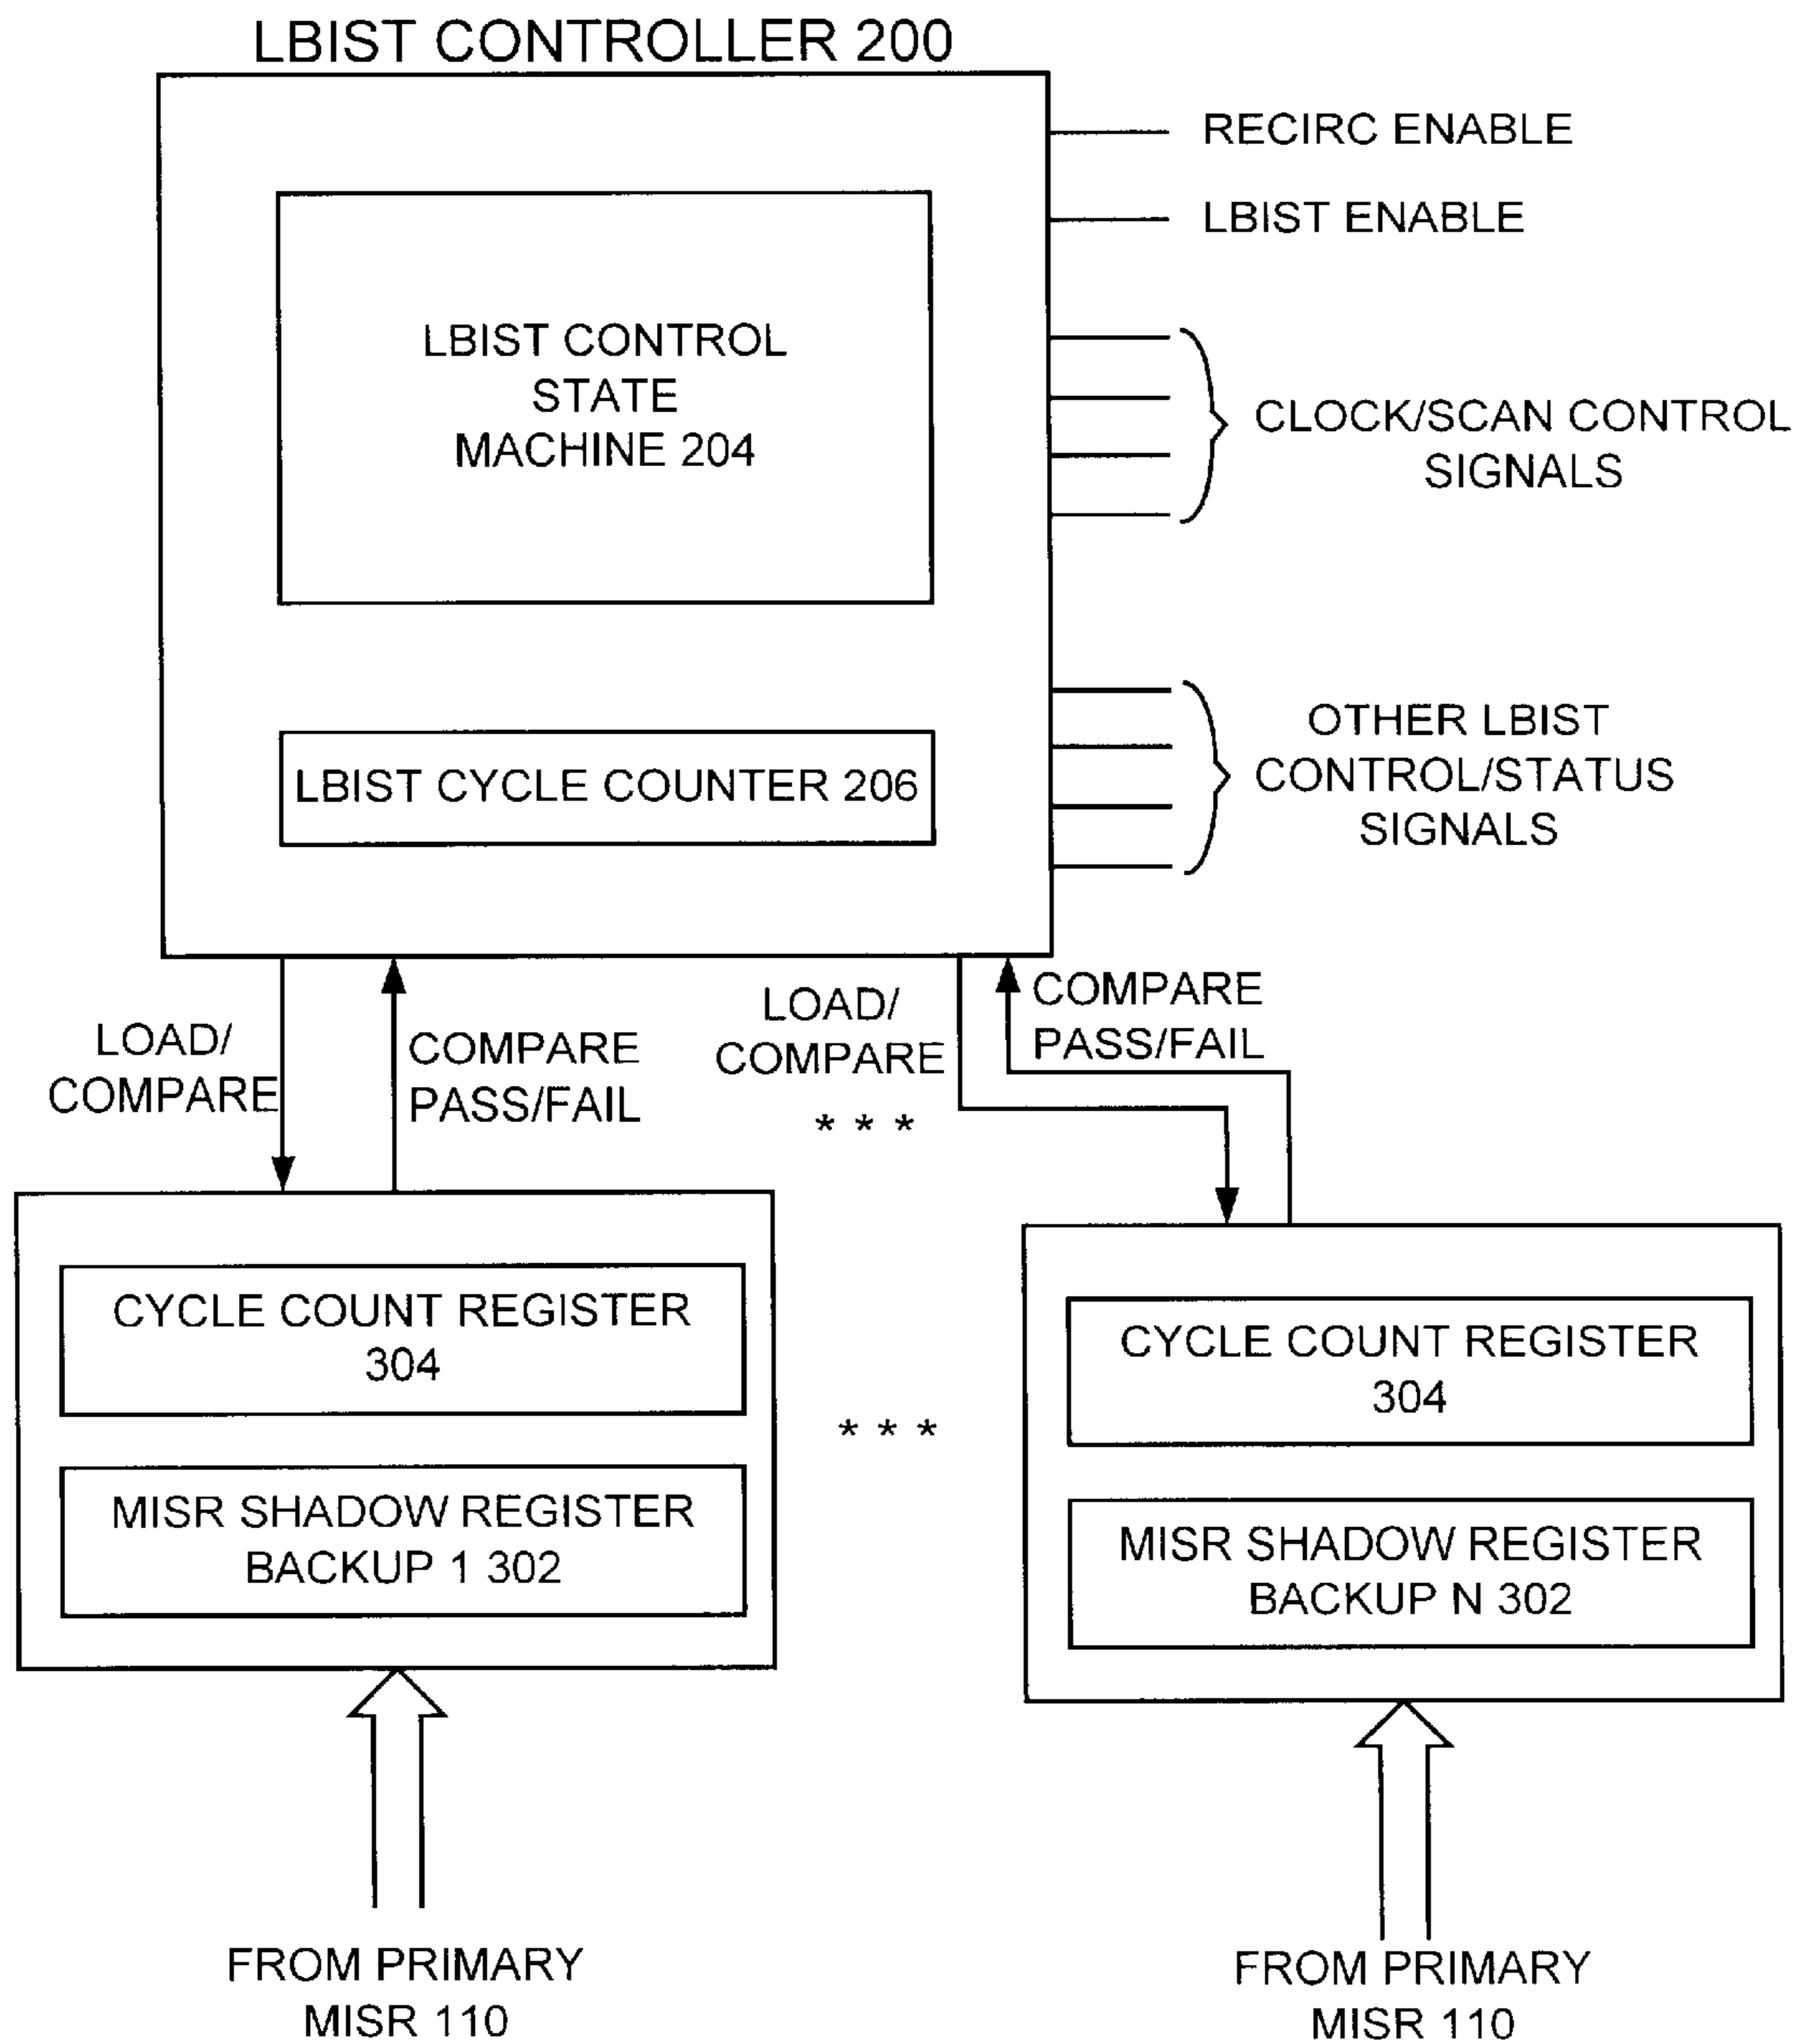 LBIST CONTROLLER 200
RECIRC ENABLE
LBIST ENABLE
LBIST CONTROL
STATE
MACHINE 204
CLOCK/SCAN CONTROL
SIGNALS
LBIST CYCLE COUNTER 206
OTHER LBIST
CONTROL/STATUS
SIGNALS
LOAD/
COMPARE
COMPARE
PASS/FAIL
LOAD/
COMPARE
* * *
COMPARE
PASS/FAIL
CYCLE COUNT REGISTER
304
MISR SHADOW REGISTER
BACKUP 1 302
* * *
CYCLE COUNT REGISTER
304
MISR SHADOW REGISTER
BACKUP N 302
FROM PRIMARY
MISR 110
FROM PRIMARY
MISR 110